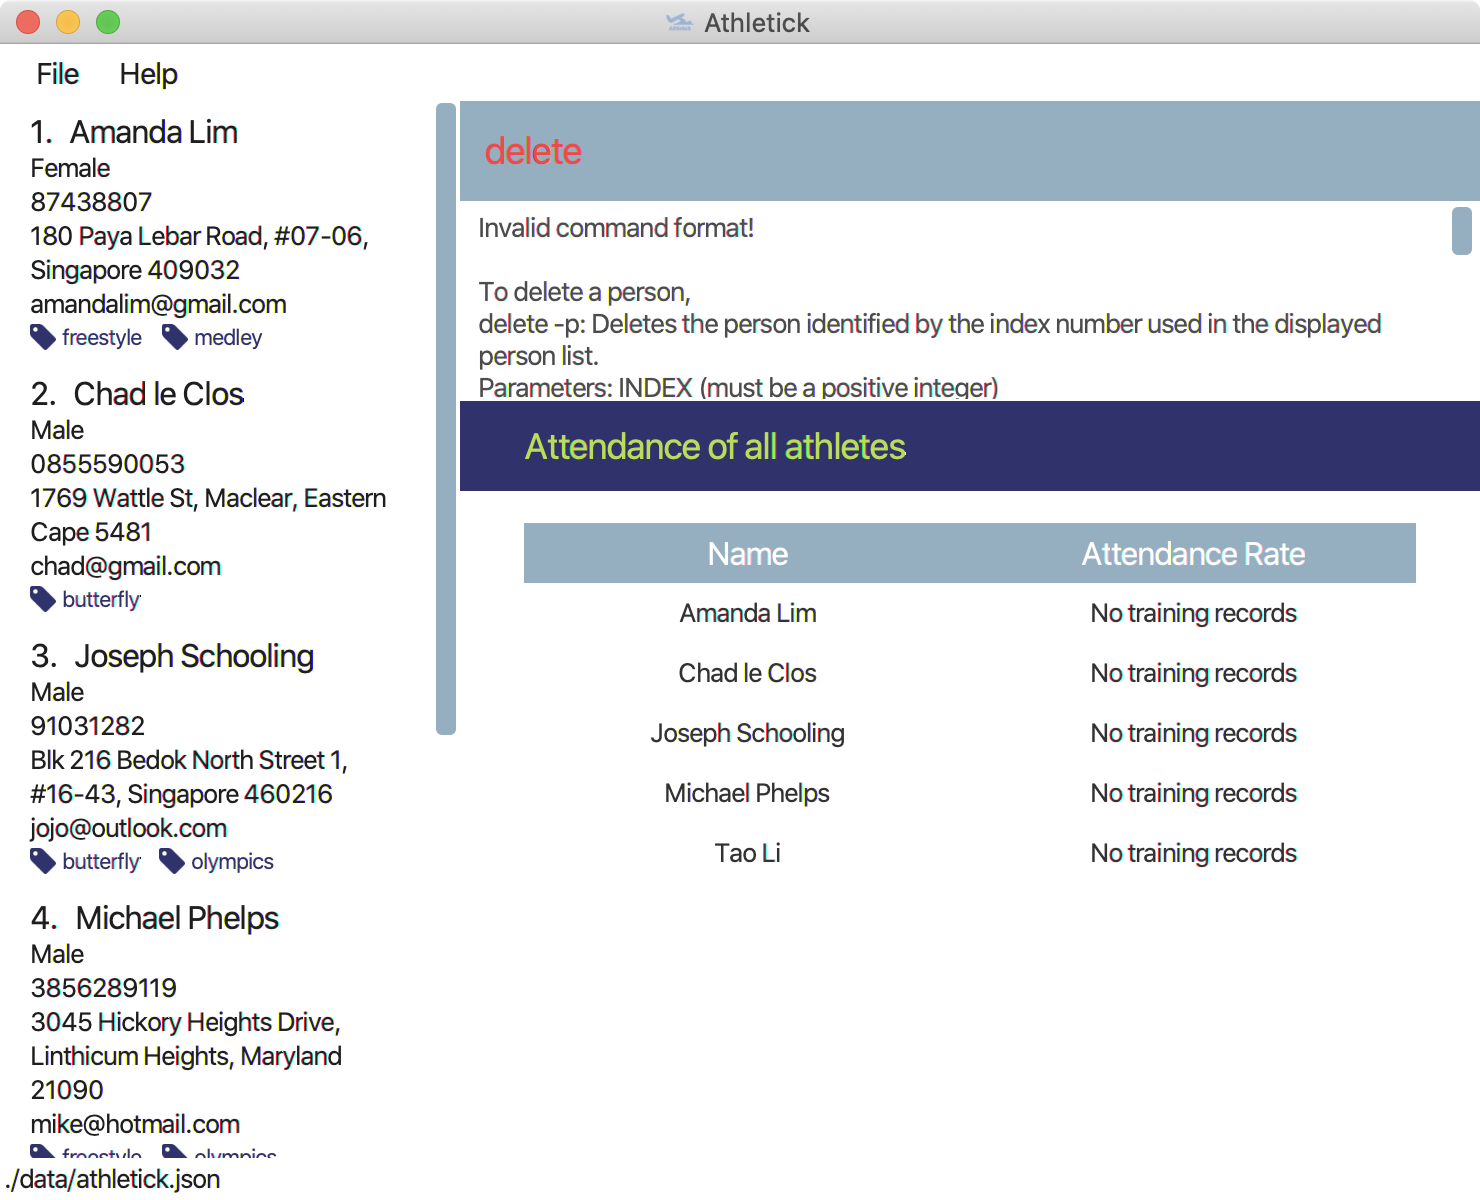 Athletick
File Help
1. Amanda Lim
Female
87438807
180 Paya Lebar Road, #07-06,
Singapore 409032
amandalim@gmail.com
freestyle medley
2. Chad le Clos
Male
0855590053
1769 Wattle St, Maclear, Eastern
Cape 5481
chad@gmail.com
butterfly
3. Joseph Schooling
Male
91031282
Blk 216 Bedok North Street 1,
#16-43, Singapore 460216
jojo@outlook.com
butterfly olympics
4. Michael Phelps
Male
3856289119
3045 Hickory Heights Drive,
Linthicum Heights, Maryland
21090
mike@hotmail.com
freestyle olympics
./data/athletick.json
delete
Invalid command format!
To delete a person,
delete -p: Deletes the person identified by the index number used in the displayed
person list.
Parameters: INDEX (must be a positive integer)
Attendance of all athletes
Name Attendance Rate
Amanda Lim No training records
Chad le Clos No training records
Joseph Schooling No training records
Michael Phelps No training records
Tao Li No training records